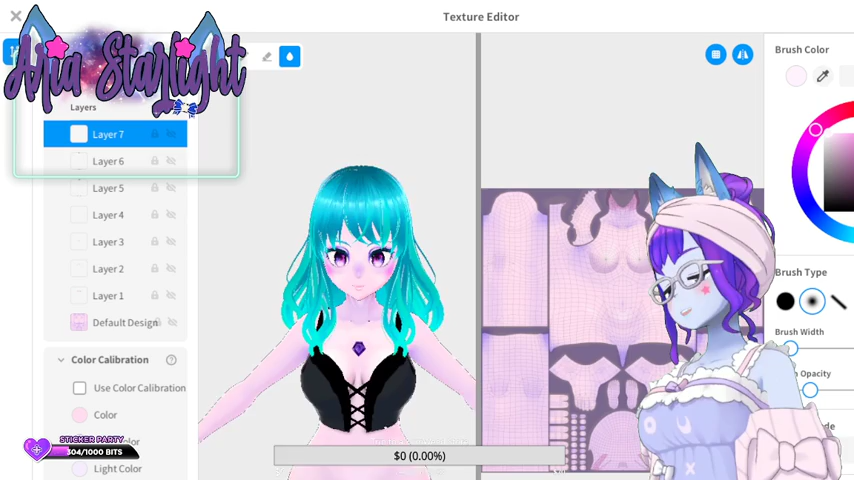 Texture Editor
Aria Starlight
Layers
Layer 7
Layer 6
Layer 5
Layer 4
Layer 3
Layer 2
Layer 1
Default Design
Color Calibration
Use Color Calibration
Color
Light Color
STICKER PARTY
304/1000 BITS
$0 (0.00%)
Brush Color
Brush Type
Brush Width
Opacity